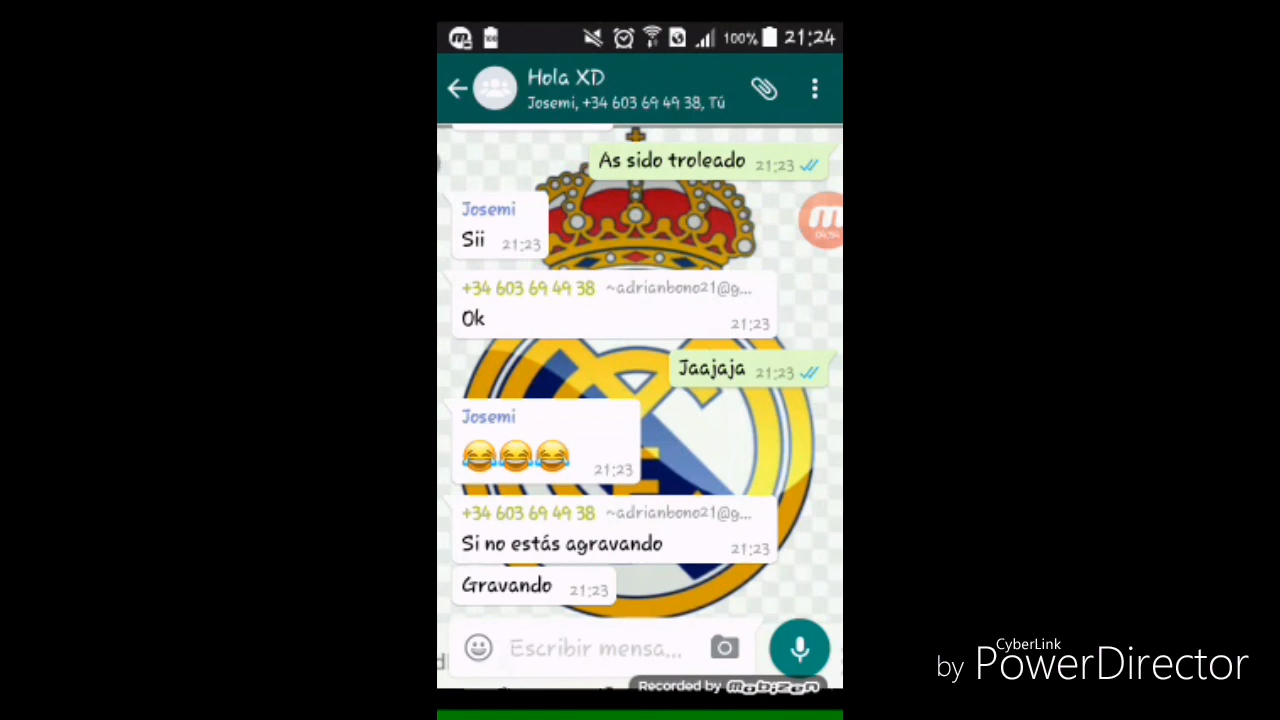 100% 21:24
Hola XD
Josemi, +34 603 69 49 38, Tú
As sido troleado 21:23
Josemi
Sii 21:23
04:54
+34 603 69 49 38 ~adrianbono21@g...
Ok 21:23
Jaajaja 21:23
Josemi
😂😂😂 21:23
+34 603 69 49 38 ~adrianbono21@g...
Si no estás agravando 21:23
Gravando 21:23
Escribir mensa...
Recorded by Mobizen
CyberLink
by PowerDirector